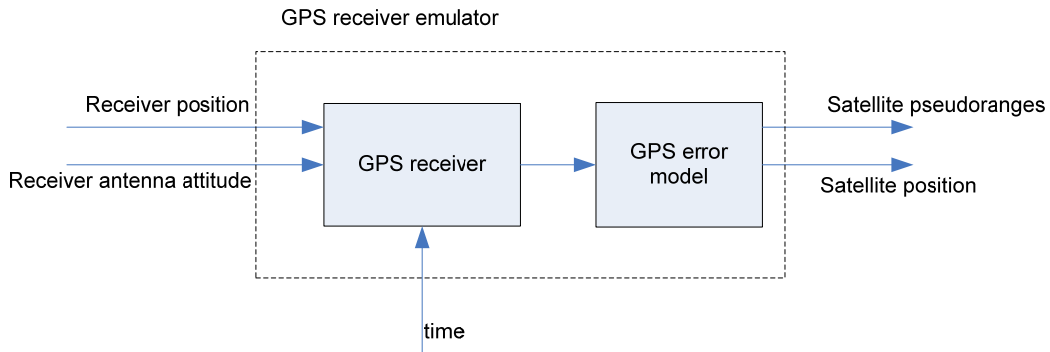 GPS receiver emulator
Receiver position
Receiver antenna attitude
GPS receiver
GPS error
model
Satellite pseudoranges
Satellite position
time